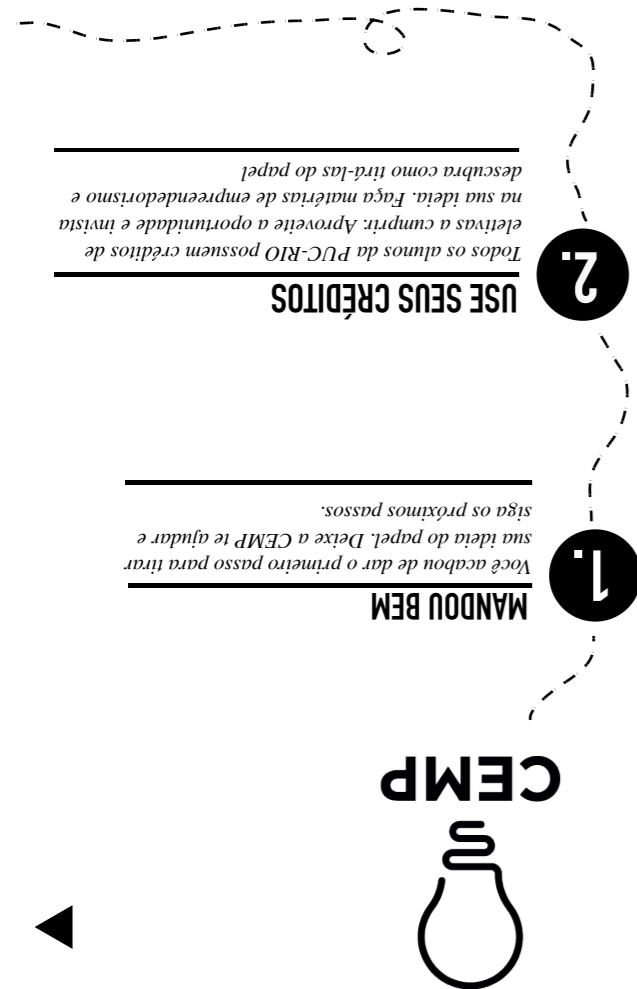 CEMP
1.
MANDOU BEM
Você acabou de dar o primeiro passo para tirar
sua ideia do papel. Deixe a CEMP te ajudar e
siga os próximos passos.
2.
USE SEUS CRÉDITOS
Todos os alunos da PUC-RIO possuem créditos de
eletivas a cumprir. Aproveite a oportunidade e invista
na sua ideia. Faça matérias de empreendedorismo e
descubra como tirá-las do papel